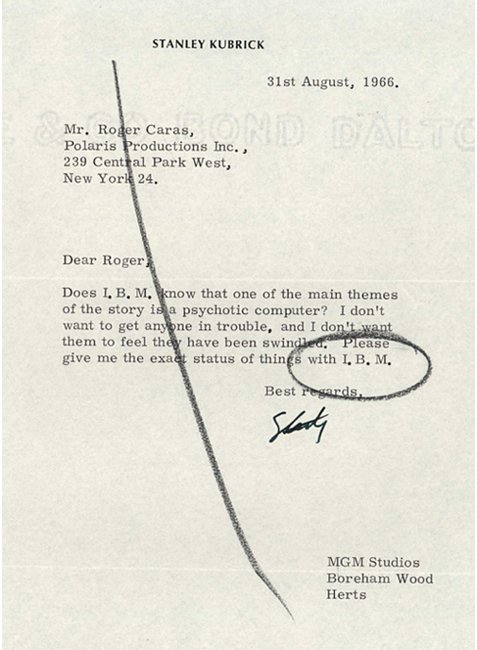 STANLEY KUBRICK
31st August, 1966.
& CO BOND DALTO
Mr. Roger Caras,
Polaris Productions Inc.,
239 Central Park West,
New York 24.
Dear Roger,
Does I.B.M. know that one of the main themes
of the story is a psychotic computer? I don't
want to get anyone in trouble, and I don't want
them to feel they have been swindled. Please
give me the exact status of things with I.B.M.
Best regards,
MGM Studios
Boreham Wood
Herts